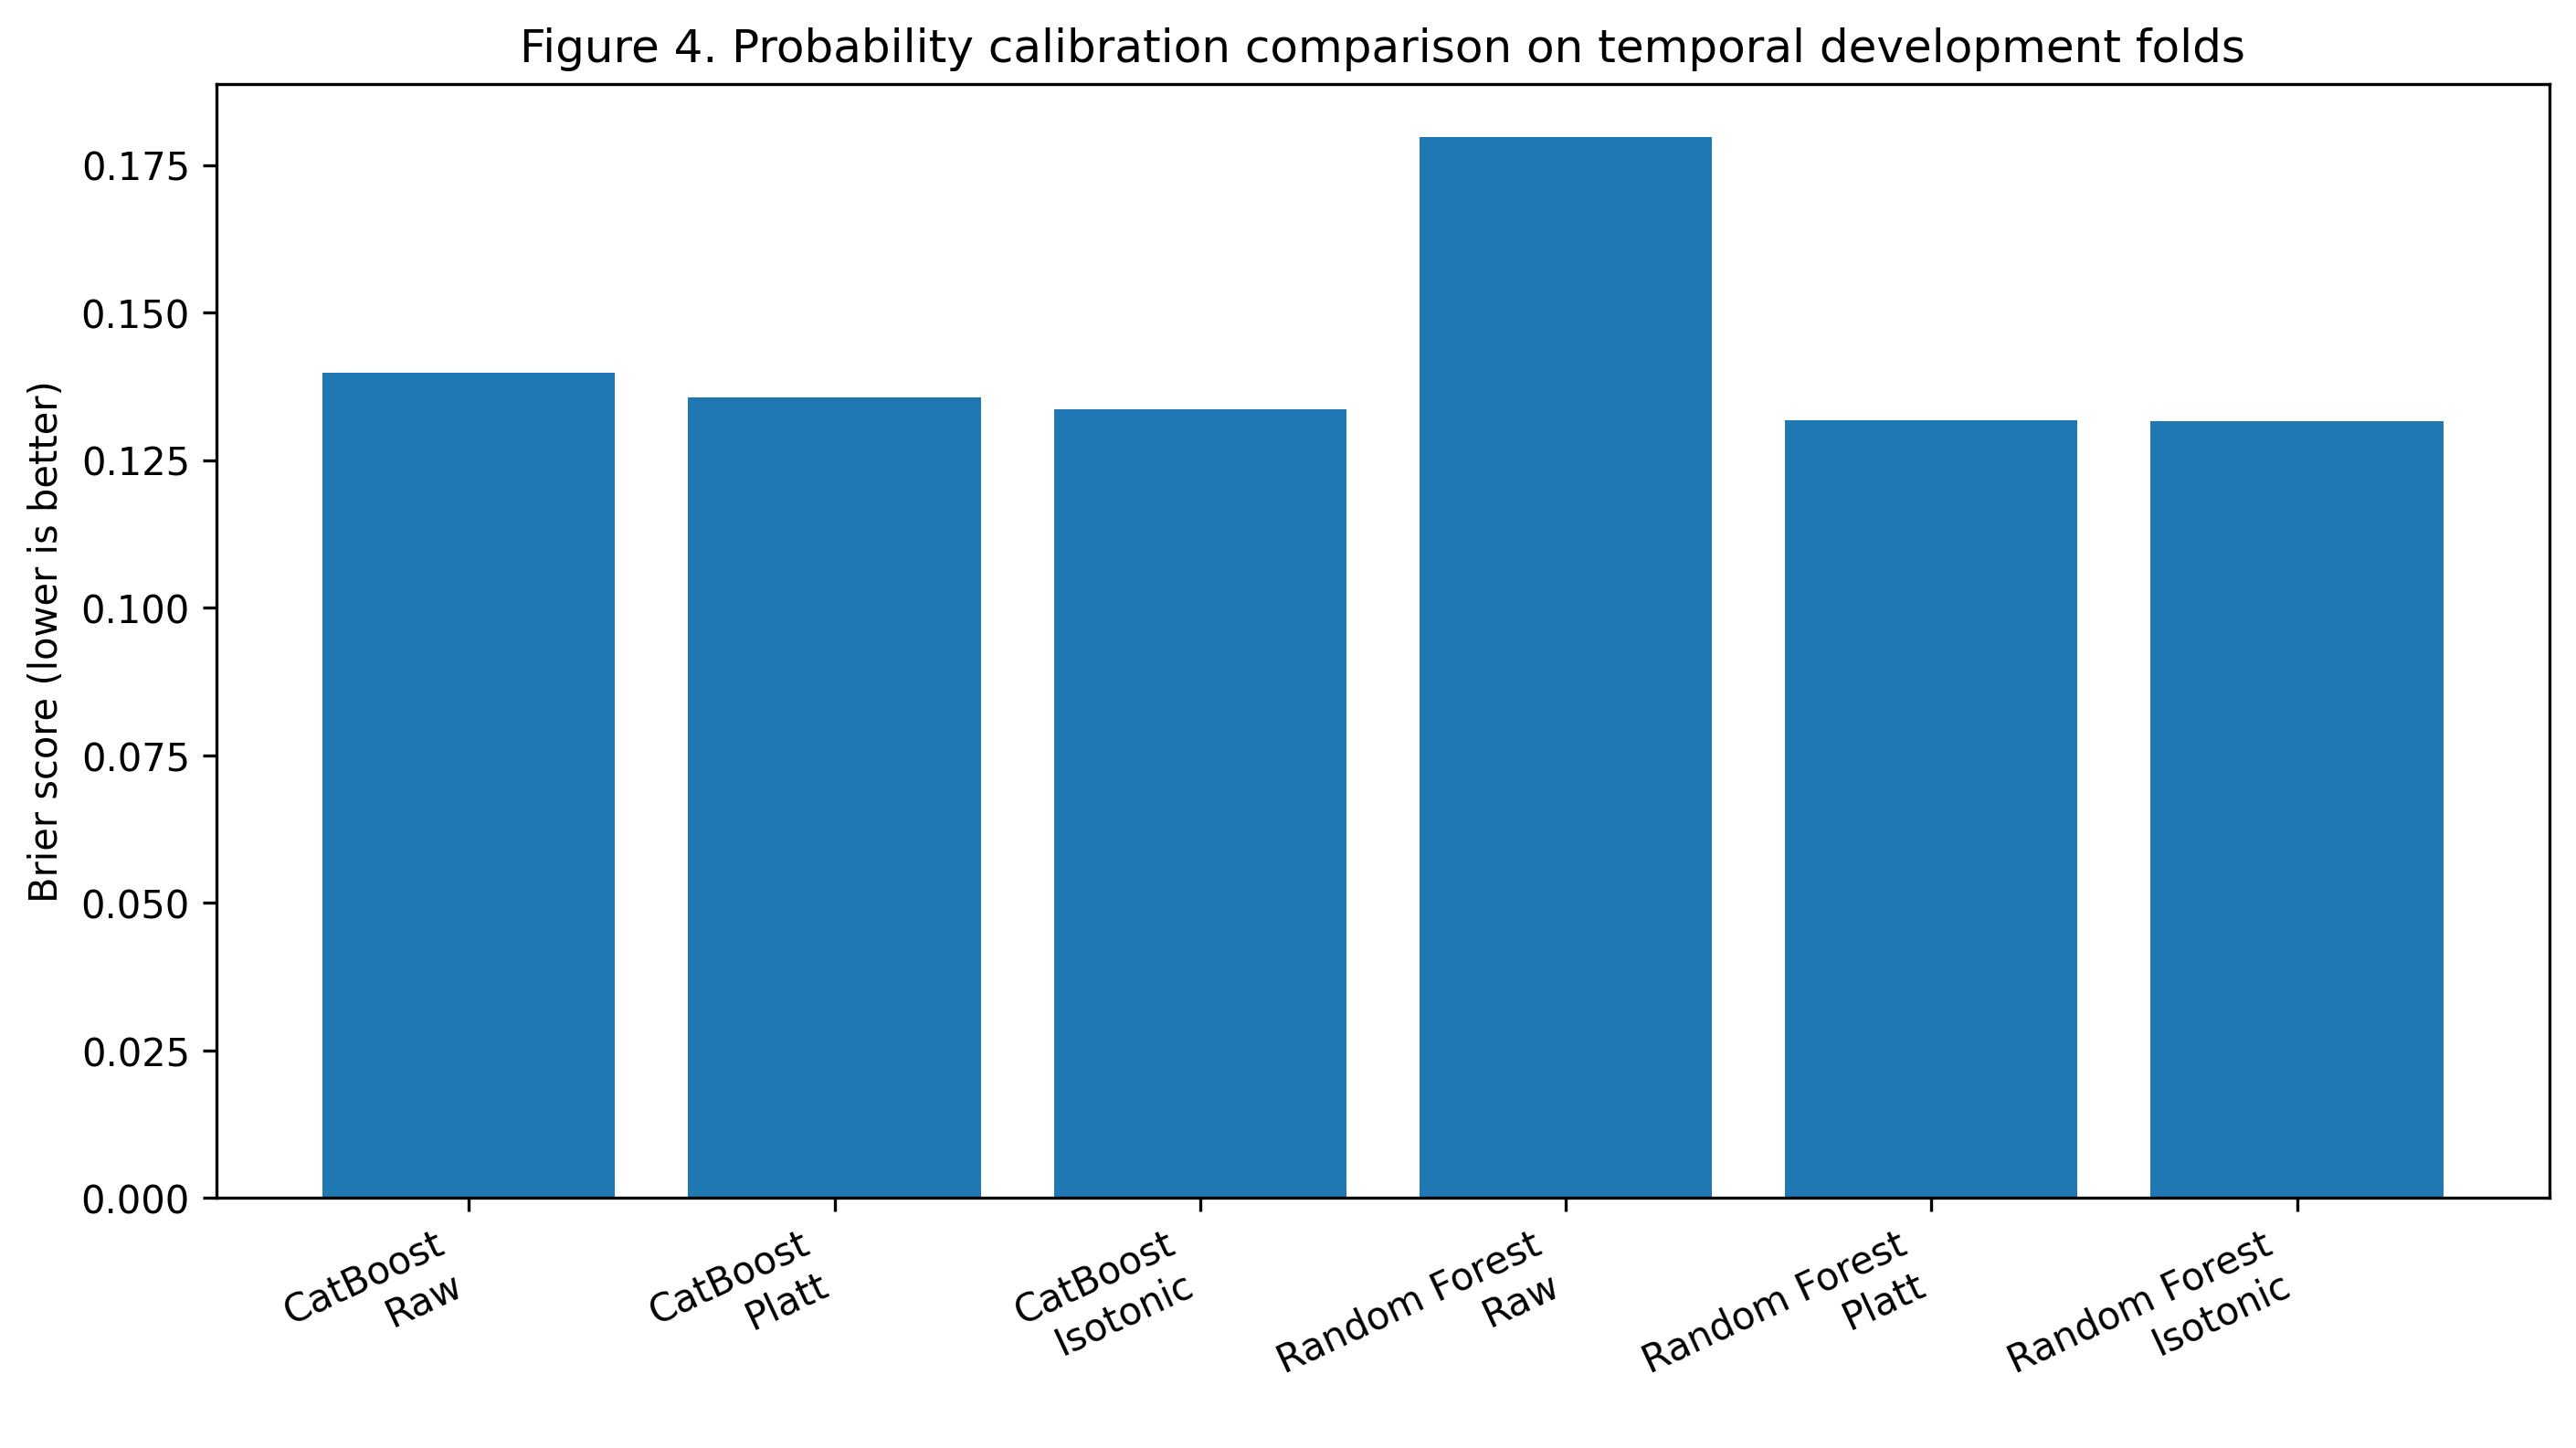 Figure 4. Probability calibration comparison on temporal development folds
Brier score (lower is better)
0.175
0.150
0.125
0.100
0.075
0.050
0.025
0.000
CatBoost
Raw
CatBoost
Platt
CatBoost
Isotonic
Random Forest
Raw
Random Forest
Platt
Random Forest
Isotonic